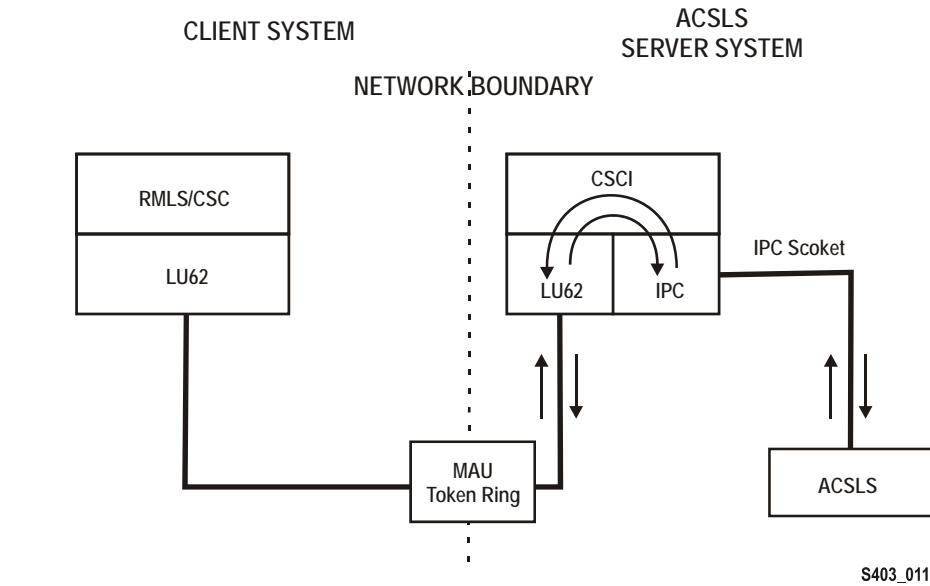 CLIENT SYSTEM
ACSLS
SERVER SYSTEM
NETWORK BOUNDARY
RMLS/CSC
LU62
CSCI
LU62
IPC
IPC Scoket
MAU
Token Ring
ACSLS
S403_011